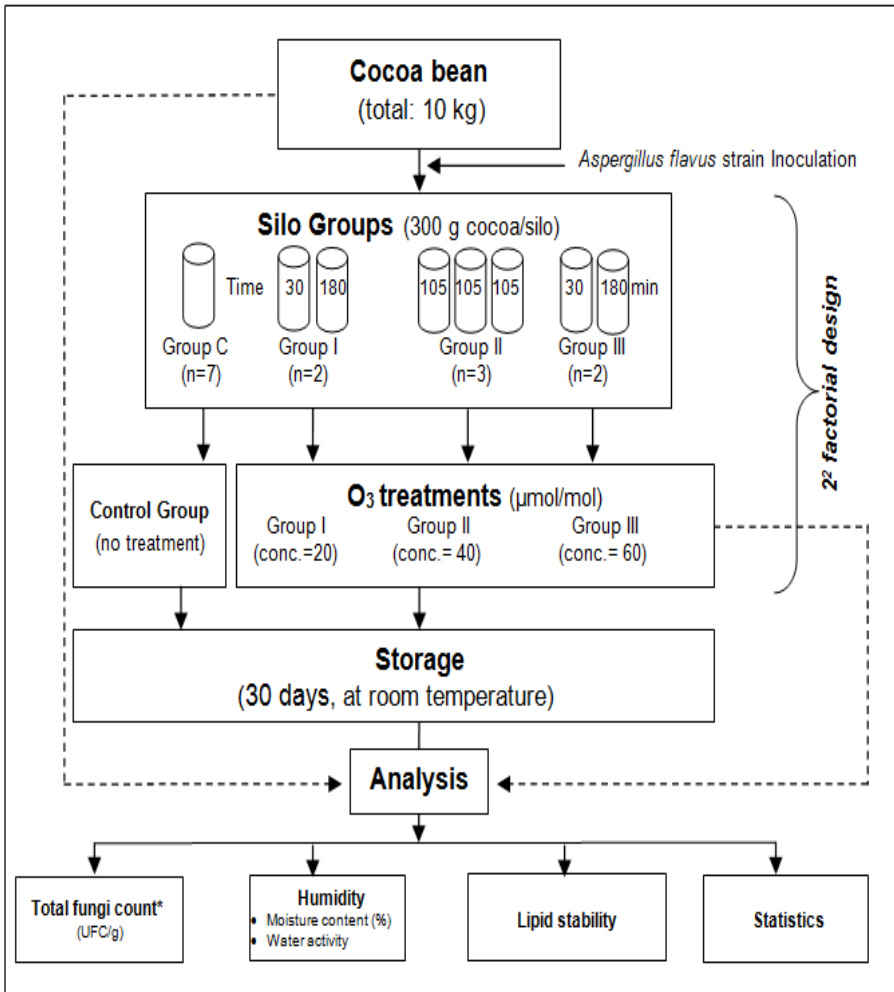 Cocoa bean
(total: 10 kg)
Aspergillus flavus strain Inoculation
Silo Groups (300 g cocoa/silo)
Time 30 180 105 105 105 30 180 min
Group C Group I Group II Group III
(n=7) (n=2) (n=3) (n=2)
2² factorial design
Control Group
(no treatment)
O₃ treatments (µmol/mol)
Group I Group II Group III
(conc.=20) (conc.= 40) (conc.= 60)
Storage
(30 days, at room temperature)
Analysis
Total fungi count*
(UFC/g)
Humidity
• Moisture content (%)
• Water activity
Lipid stability
Statistics